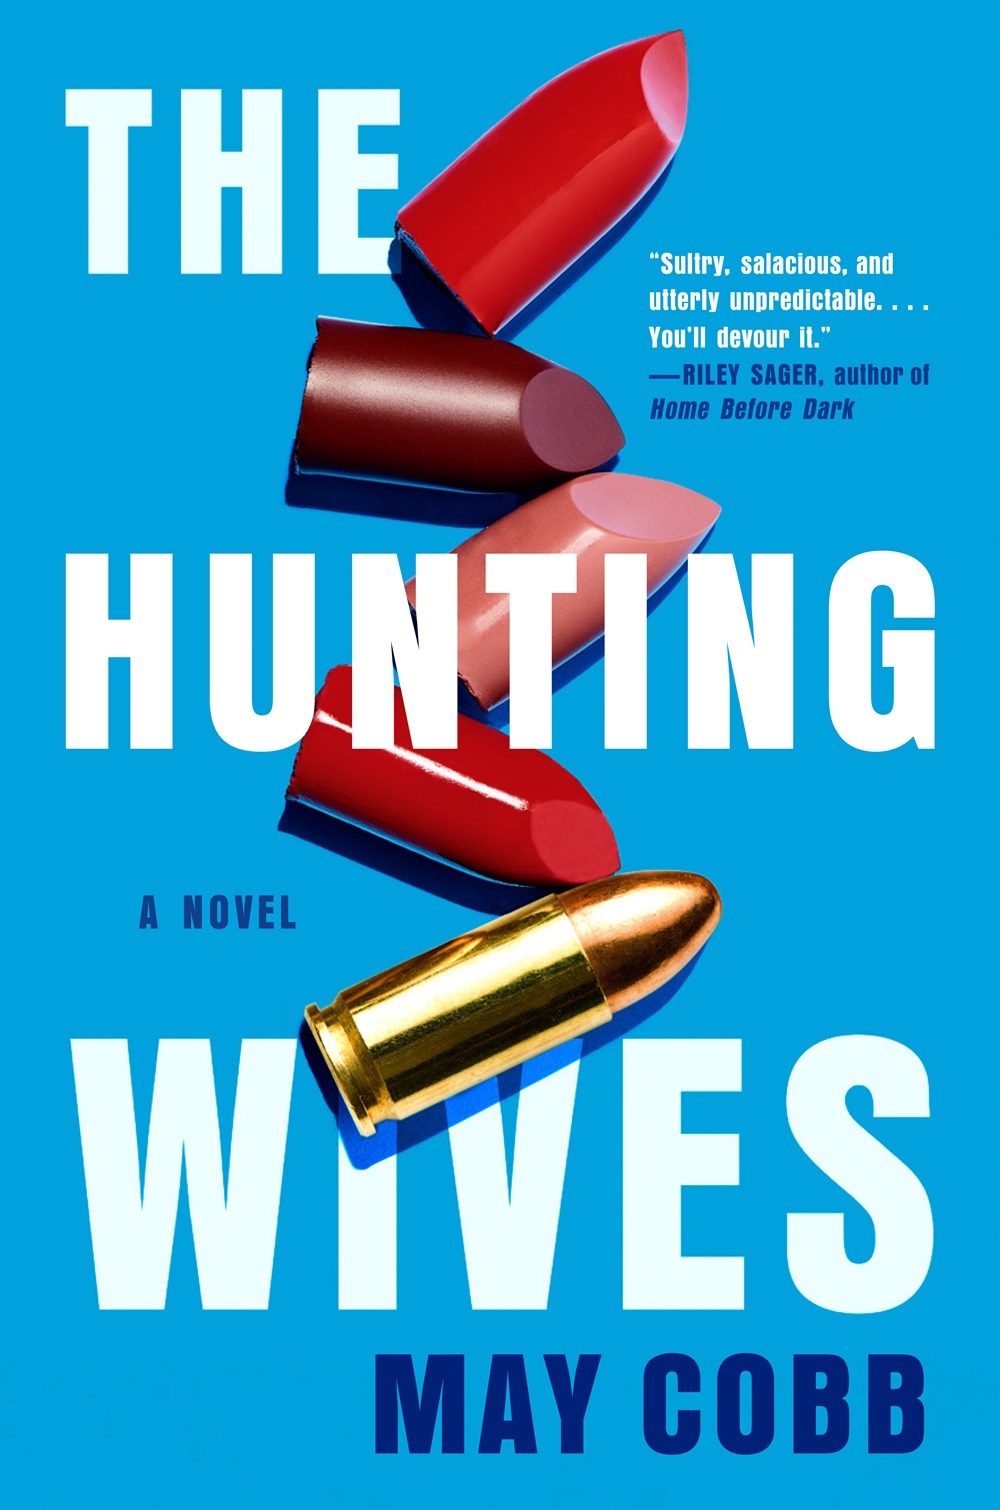 THE
“Sultry, salacious, and
utterly unpredictable. . . .
You’ll devour it.”
—RILEY SAGER, author of
Home Before Dark
HUNTING
A NOVEL
WIVES
MAY COBB